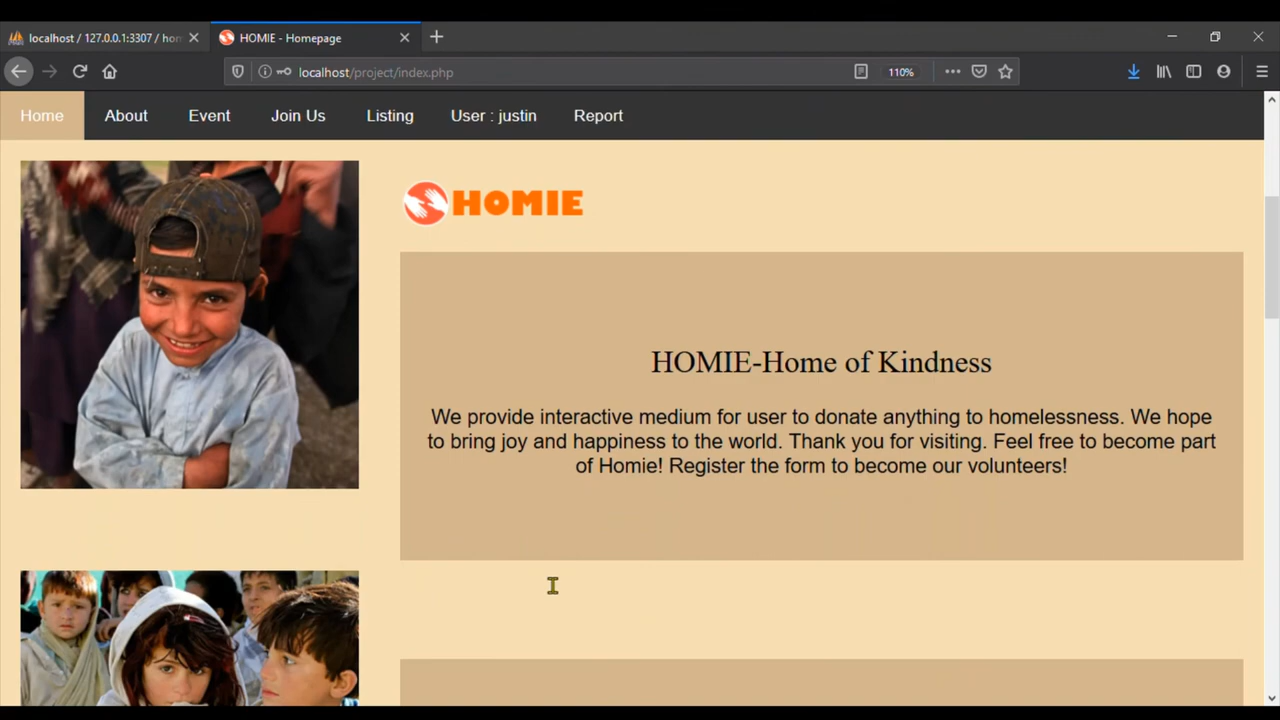 localhost / 127.0.0.1:3307 / hom
HOMIE - Homepage
localhost/project/index.php
110%
Home About Event Join Us Listing User : justin Report
HOMIE
HOMIE-Home of Kindness
We provide interactive medium for user to donate anything to homelessness. We hope
to bring joy and happiness to the world. Thank you for visiting. Feel free to become part
of Homie! Register the form to become our volunteers!